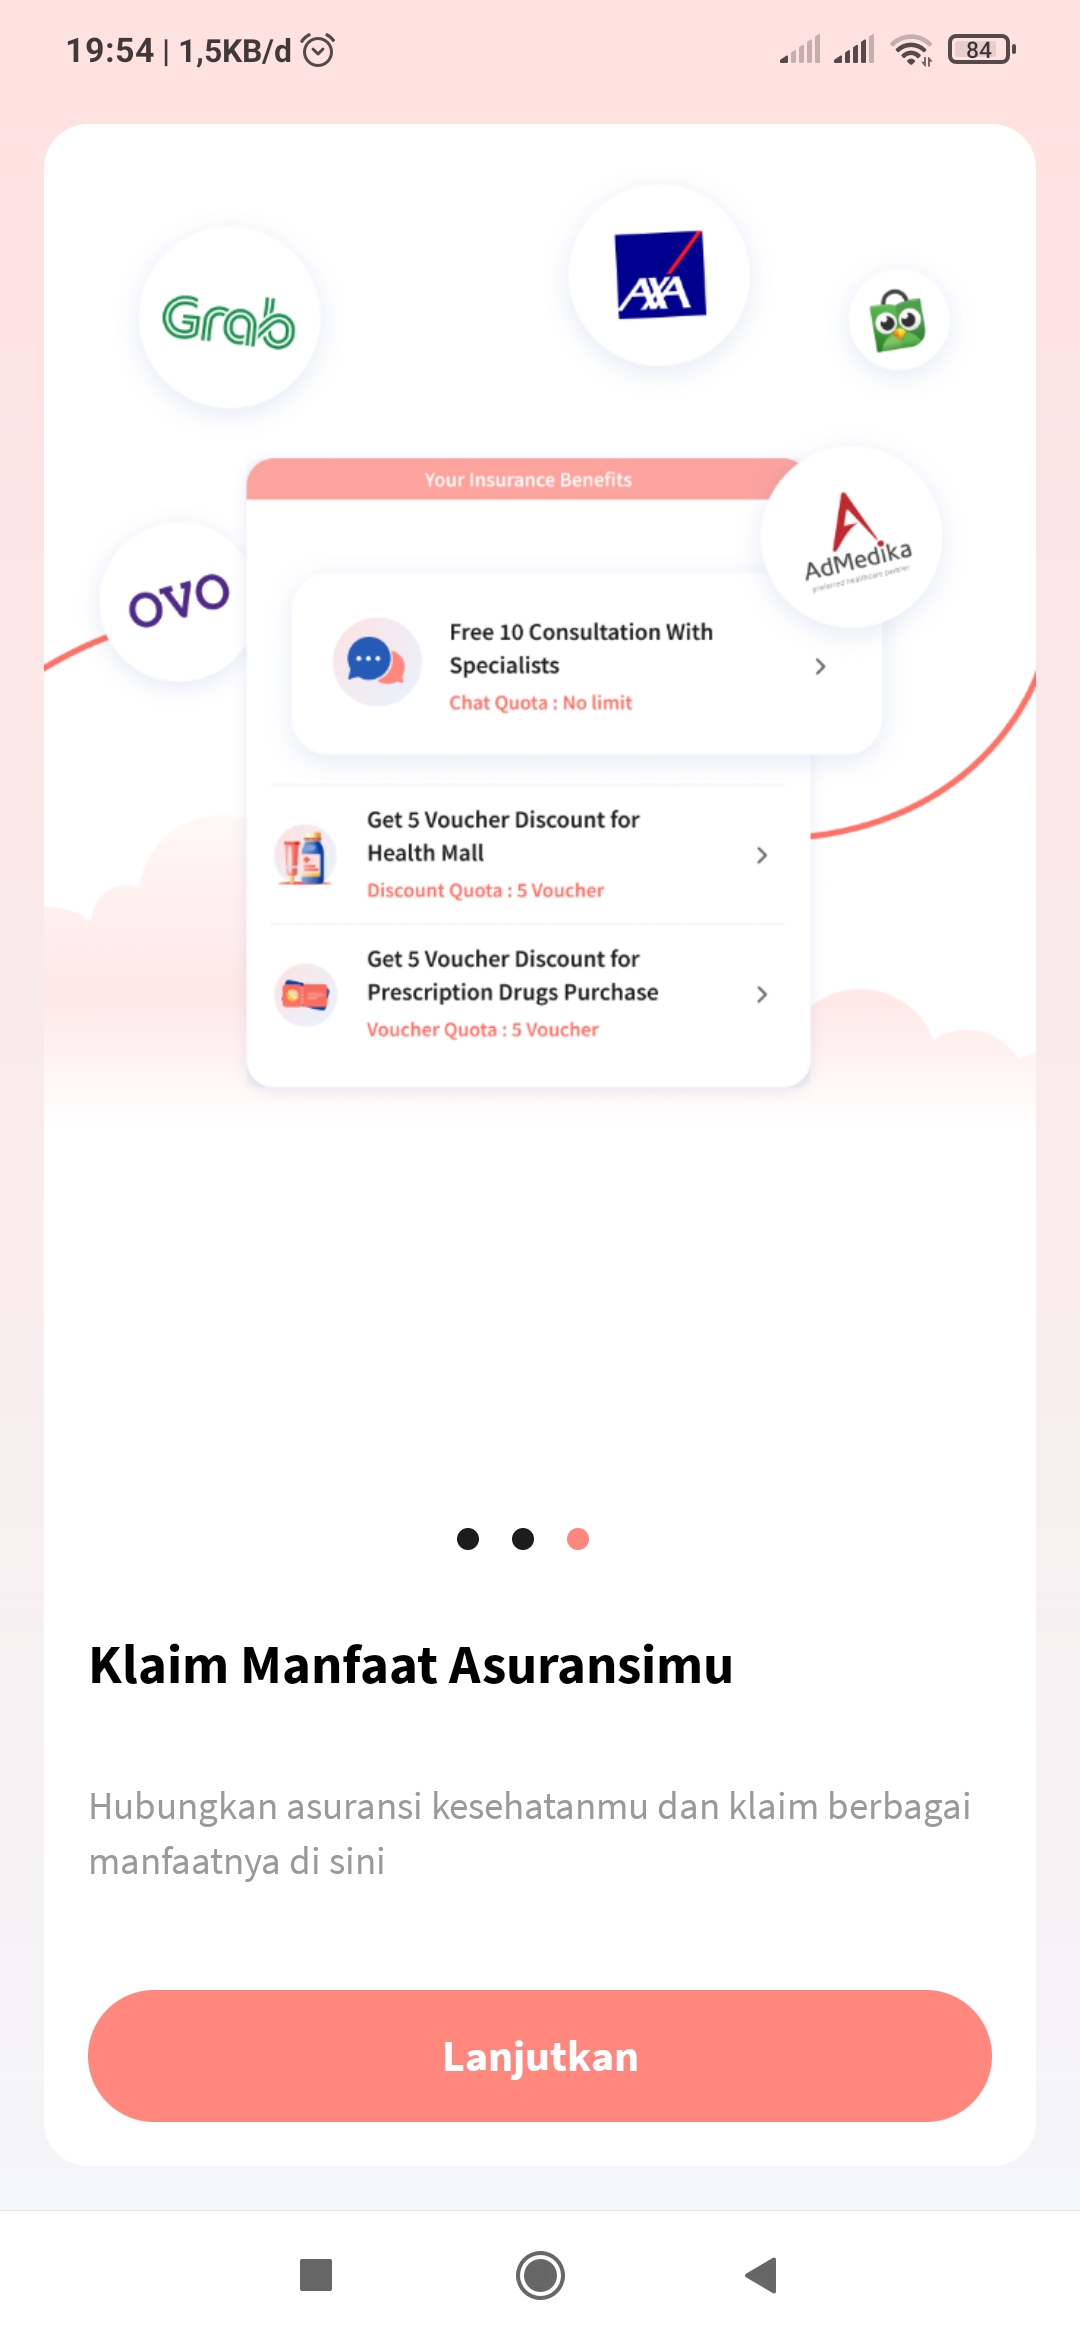 19:54 | 1,5KB/d
84
Grab
AXA
Your Insurance Benefits
AdMedika
preferred healthcare partner
OVO
Free 10 Consultation With
Specialists
Chat Quota : No limit
Get 5 Voucher Discount for
Health Mall
Discount Quota : 5 Voucher
Get 5 Voucher Discount for
Prescription Drugs Purchase
Voucher Quota : 5 Voucher
Klaim Manfaat Asuransimu
Hubungkan asuransi kesehatanmu dan klaim berbagai
manfaatnya di sini
Lanjutkan